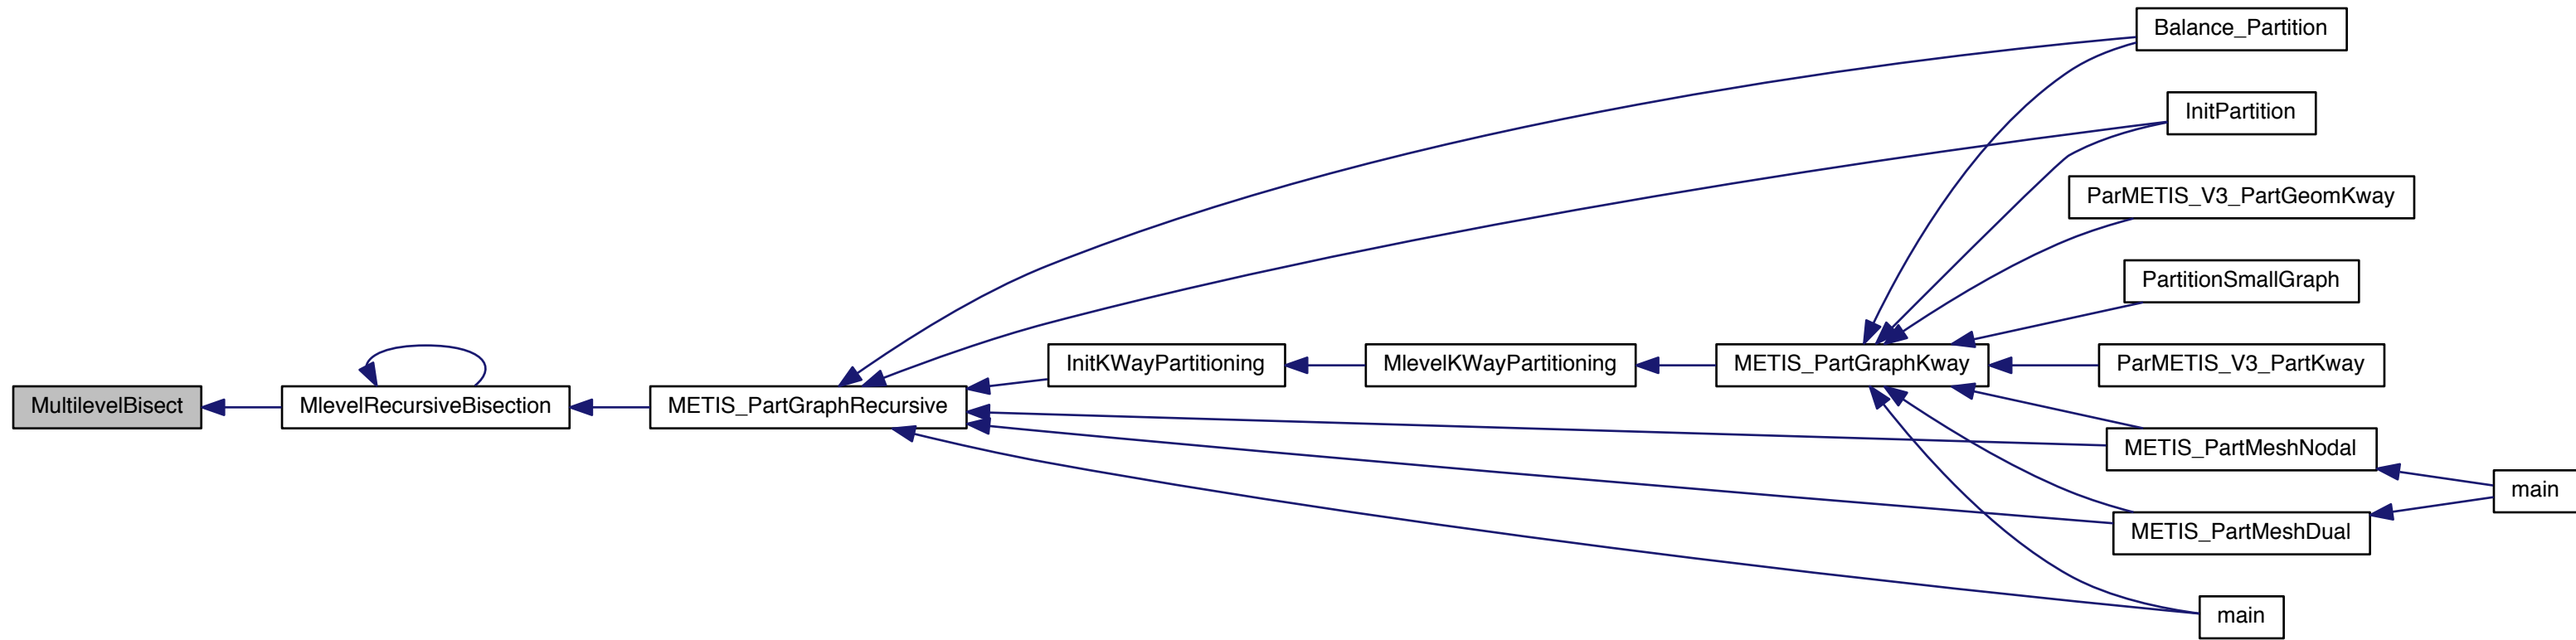 Balance_Partition
InitPartition
ParMETIS_V3_PartGeomKway
PartitionSmallGraph
InitKWayPartitioning
MlevelKWayPartitioning
METIS_PartGraphKway
ParMETIS_V3_PartKway
MultilevelBisect
MlevelRecursiveBisection
METIS_PartGraphRecursive
METIS_PartMeshNodal
main
METIS_PartMeshDual
main